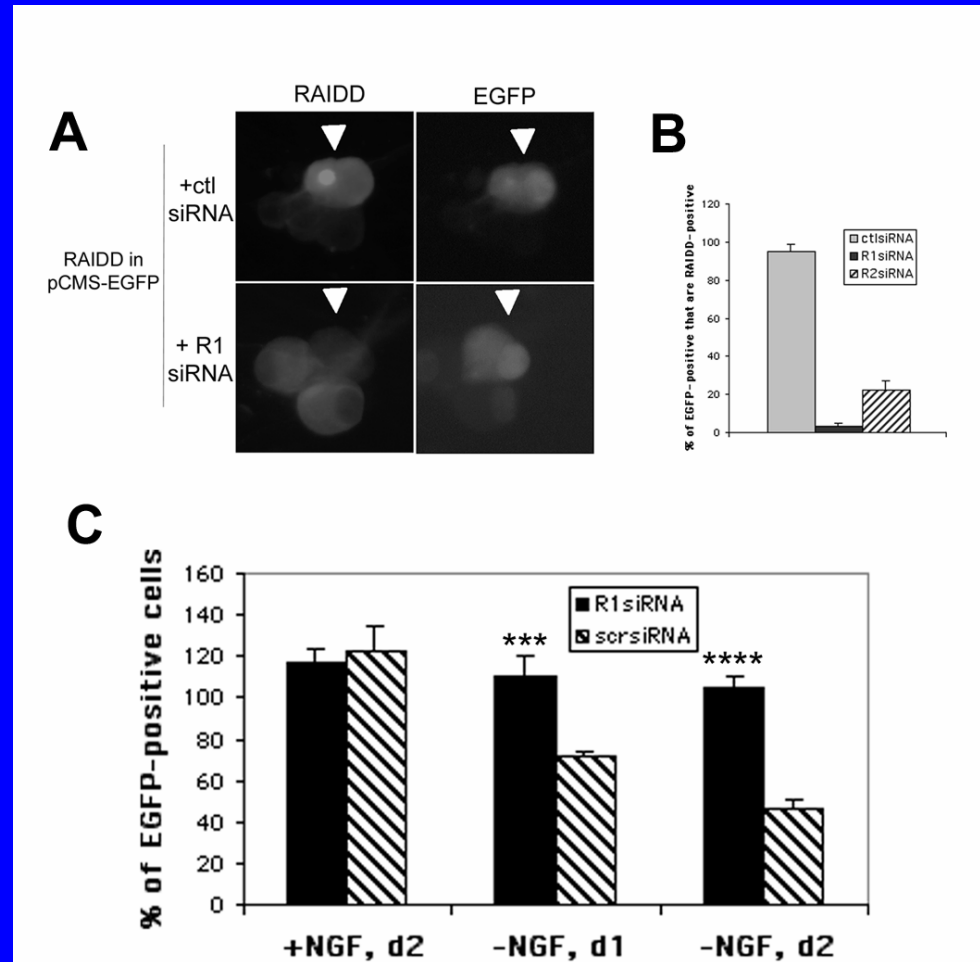 A
RAIDD
EGFP
+ctl
siRNA
RAIDD in
pCMS-EGFP
+ R1
siRNA
B
% of EGFP-positive that are RAIDD-positive
120
100
80
60
40
20
0
ctlsiRNA
R1siRNA
R2siRNA
C
% of EGFP-positive cells
160
140
120
100
80
60
40
20
0
R1siRNA
scrsiRNA
***
****
+NGF, d2
-NGF, d1
-NGF, d2